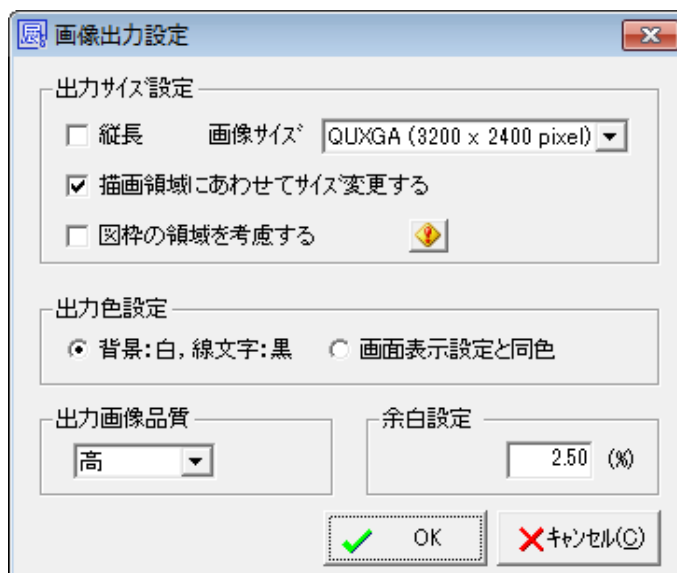 画像出力設定
出力サイズ設定
縦長 画像サイズ QUXGA (3200 x 2400 pixel)
描画領域にあわせてサイズ変更する
図枠の領域を考慮する
出力色設定
背景:白, 線文字:黒 画面表示設定と同色
出力画像品質 余白設定
高 2.50 (%)
OK キャンセル(C)